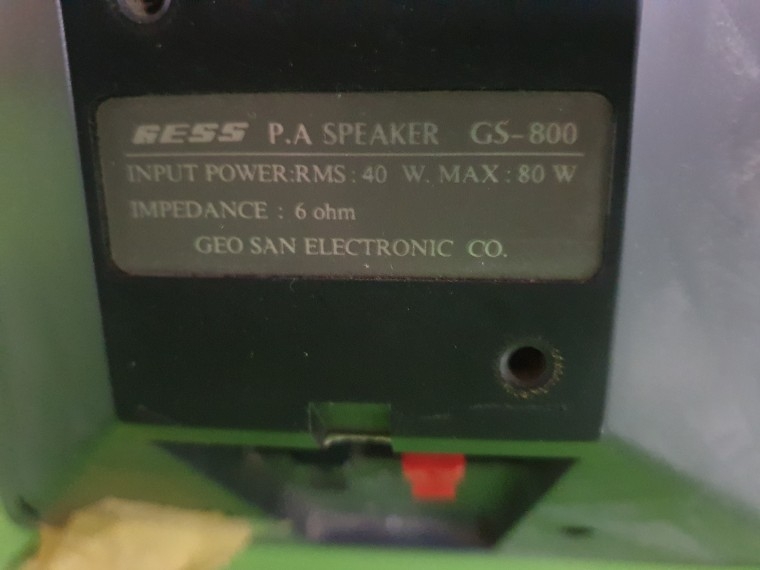 GESS P.A SPEAKER GS-800
INPUT POWER:RMS : 40 W. MAX : 80 W
IMPEDANCE : 6 ohm
GEO SAN ELECTRONIC CO.